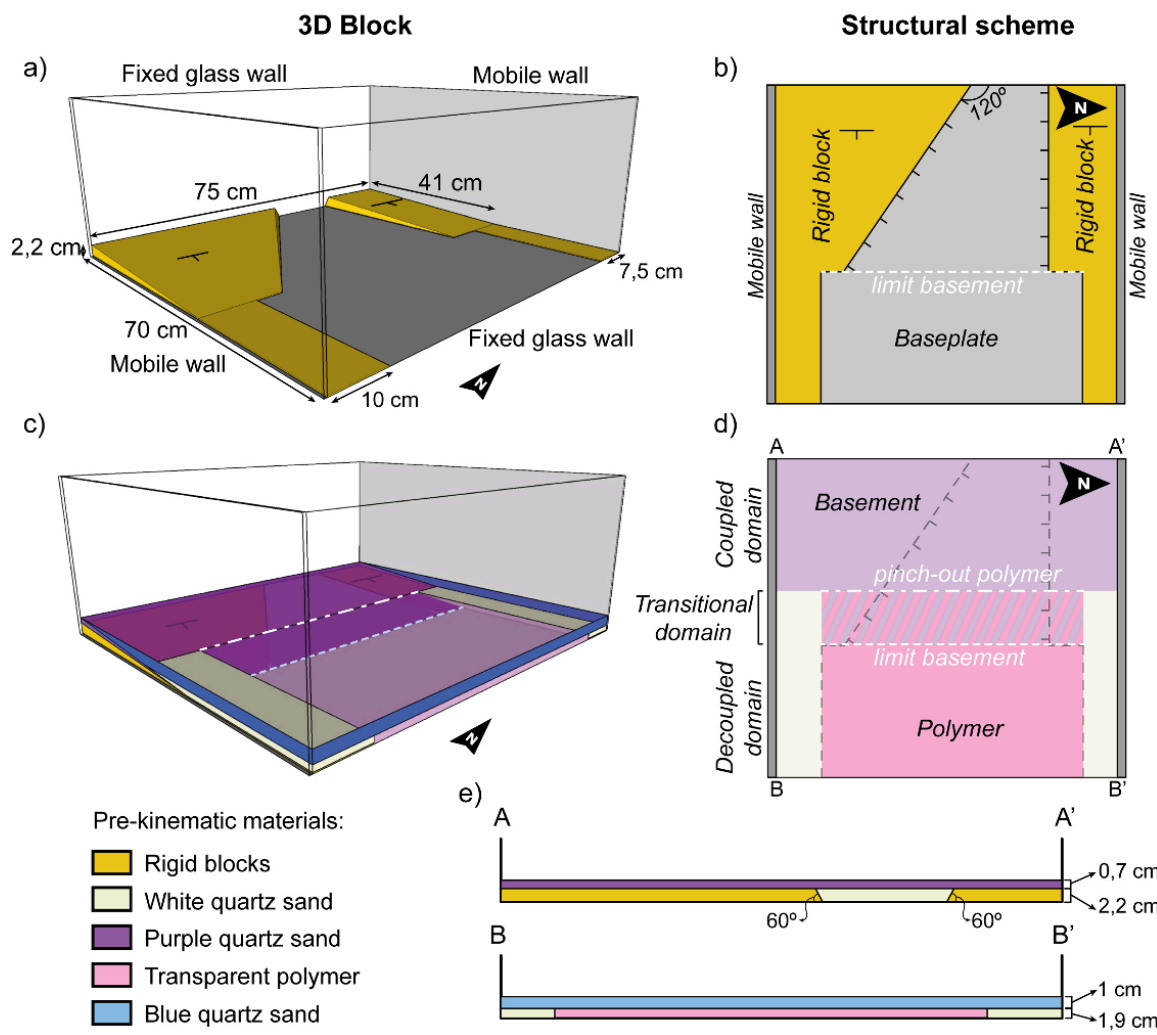 3D Block
Structural scheme
a)
Fixed glass wall
Mobile wall
75 cm
41 cm
2,2 cm
7,5 cm
70 cm
Mobile wall
Fixed glass wall
10 cm
N
b)
120º
N
Rigid block
Rigid block
Mobile wall
Mobile wall
limit basement
Baseplate
c)
N
d)
A
A'
Coupled
domain
Basement
N
pinch-out polymer
Transitional
domain
limit basement
Decoupled
domain
Polymer
B
B'
e)
A
A'
0,7 cm
2,2 cm
60º
60º
B
B'
1 cm
1,9 cm
Pre-kinematic materials:
Rigid blocks
White quartz sand
Purple quartz sand
Transparent polymer
Blue quartz sand